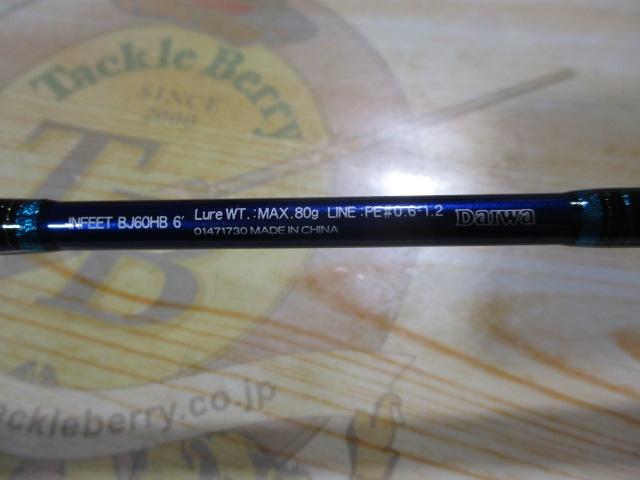 Tackle Berry
SINCE
2000
TB
INFEET BJ60HB 6' Lure WT.:MAX.80g LINE:PE#0.6-1.2 Daiwa
01471730 MADE IN CHINA
tackleberry.co.jp